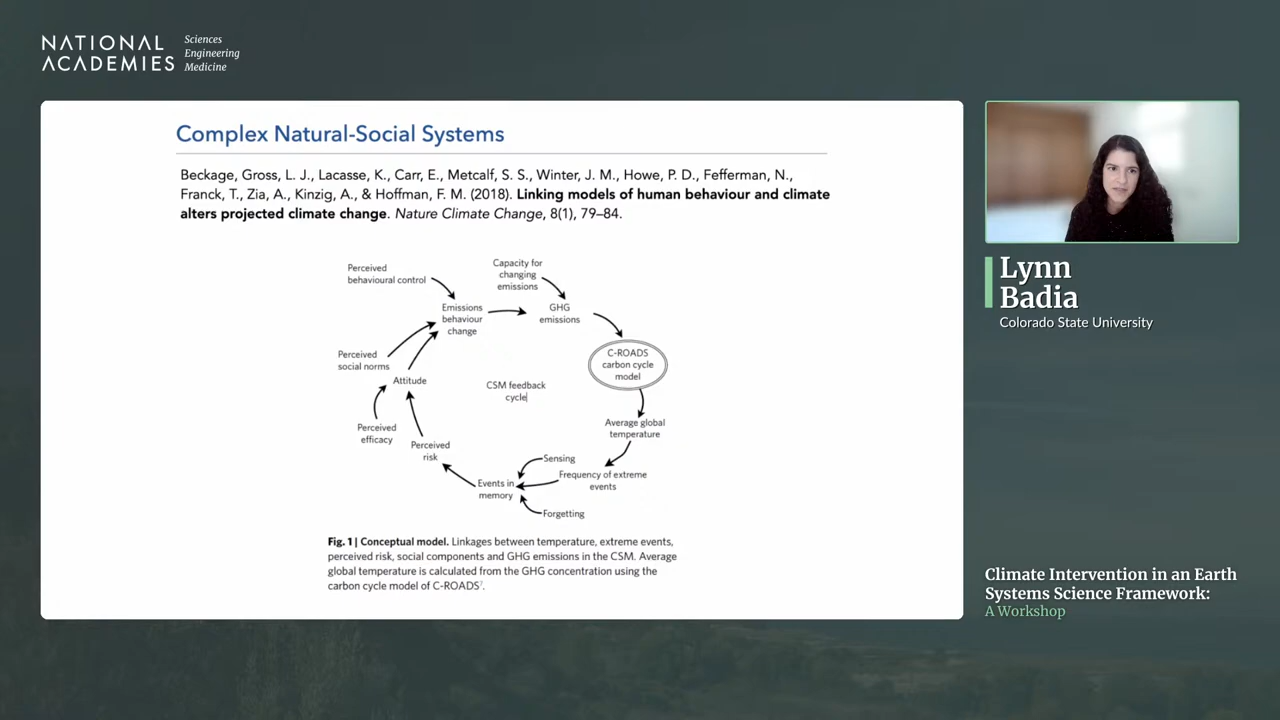 NATIONAL
ACADEMIES
Sciences
Engineering
Medicine
Complex Natural-Social Systems
Beckage, Gross, L. J., Lacasse, K., Carr, E., Metcalf, S. S., Winter, J. M., Howe, P. D., Fefferman, N.,
Franck, T., Zia, A., Kinzig, A., & Hoffman, F. M. (2018). Linking models of human behaviour and climate
alters projected climate change. Nature Climate Change, 8(1), 79–84.
Perceived
behavioural control
Capacity for
changing
emissions
Emissions
behaviour
change
GHG
emissions
Perceived
social norms
C-ROADS
carbon cycle
model
Attitude
CSM feedback
cycle
Perceived
efficacy
Average global
temperature
Perceived
risk
Sensing
Frequency of extreme
events
Events in
memory
Forgetting
Fig. 1 | Conceptual model. Linkages between temperature, extreme events,
perceived risk, social components and GHG emissions in the CSM. Average
global temperature is calculated from the GHG concentration using the
carbon cycle model of C-ROADS7.
Lynn
Badia
Colorado State University
Climate Intervention in an Earth
Systems Science Framework:
A Workshop